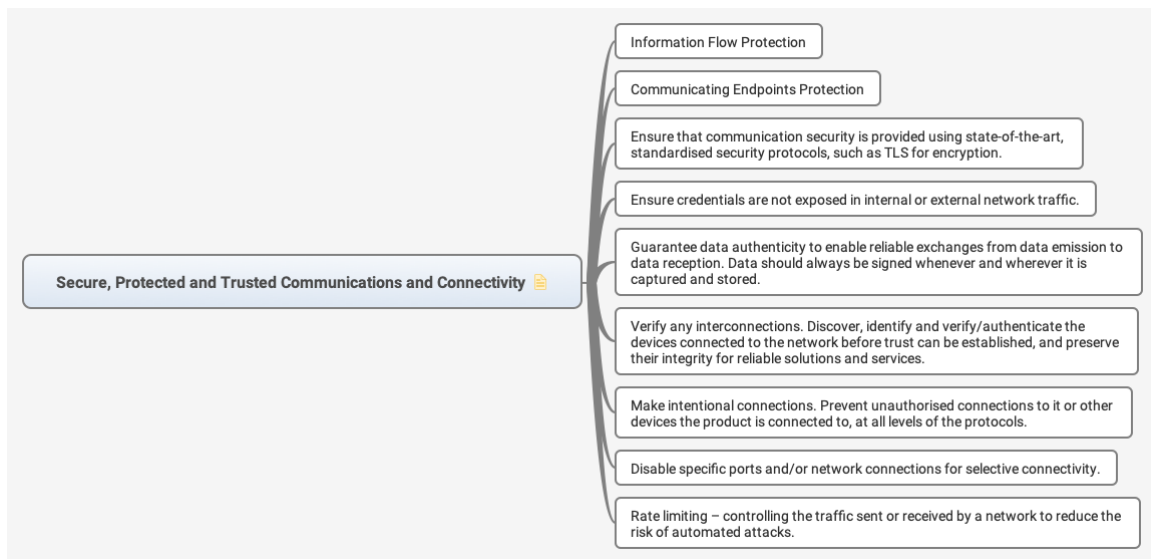 Information Flow Protection
Communicating Endpoints Protection
Ensure that communication security is provided using state-of-the-art,
standardised security protocols, such as TLS for encryption.
Ensure credentials are not exposed in internal or external network traffic.
Guarantee data authenticity to enable reliable exchanges from data emission to
data reception. Data should always be signed whenever and wherever it is
captured and stored.
Secure, Protected and Trusted Communications and Connectivity
Verify any interconnections. Discover, identify and verify/authenticate the
devices connected to the network before trust can be established, and preserve
their integrity for reliable solutions and services.
Make intentional connections. Prevent unauthorised connections to it or other
devices the product is connected to, at all levels of the protocols.
Disable specific ports and/or network connections for selective connectivity.
Rate limiting – controlling the traffic sent or received by a network to reduce the
risk of automated attacks.